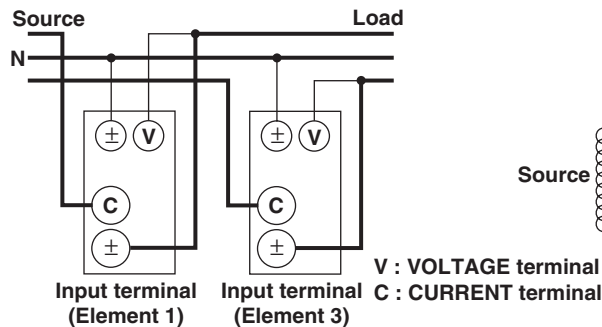 Source
Load
N
± V
± V
C
C
±
±
Source
V : VOLTAGE terminal
C : CURRENT terminal
Input terminal
(Element 1)
Input terminal
(Element 3)